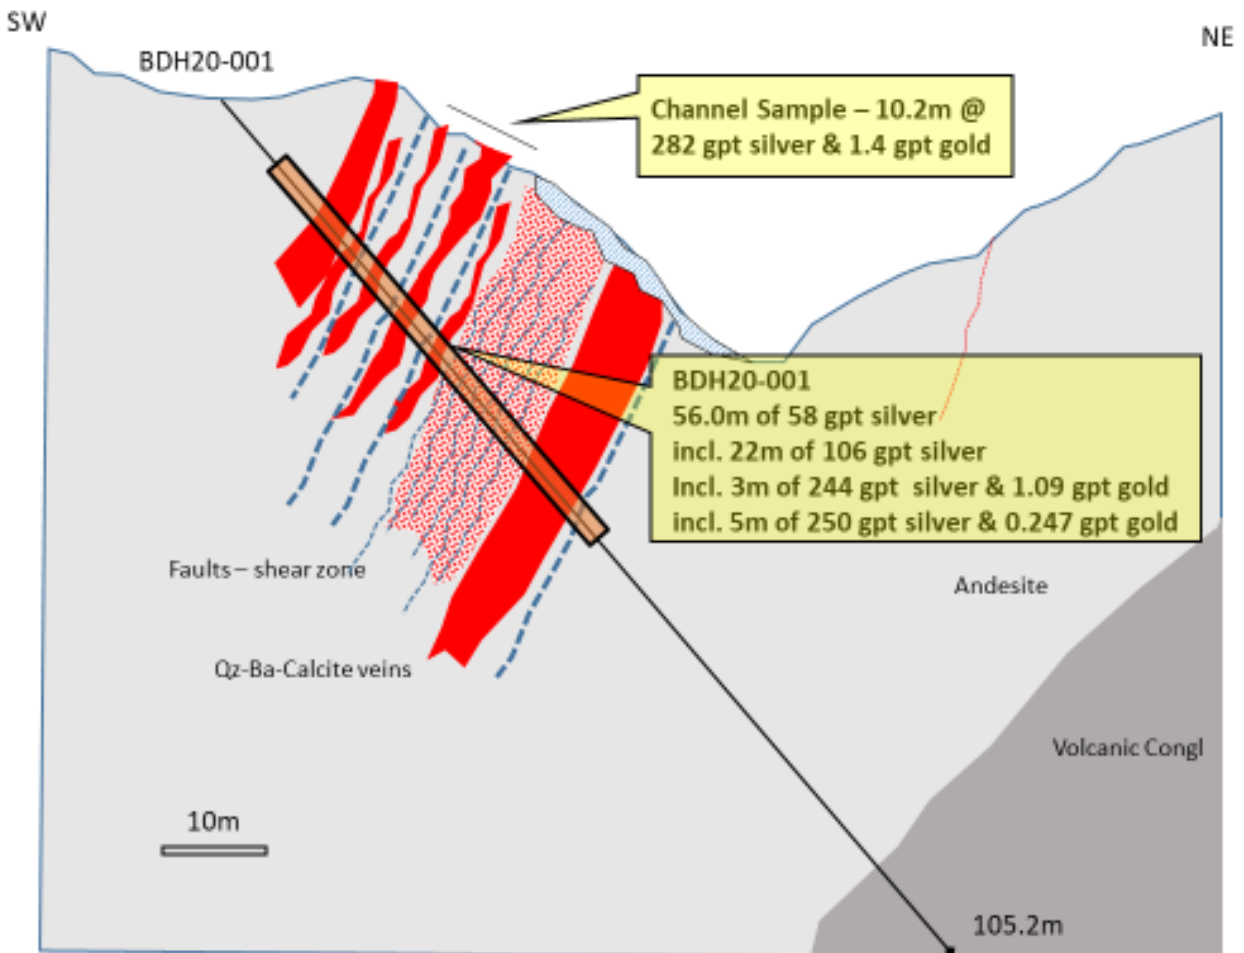 SW
NE
BDH20-001
Channel Sample – 10.2m @
282 gpt silver & 1.4 gpt gold
BDH20-001
56.0m of 58 gpt silver
incl. 22m of 106 gpt silver
Incl. 3m of 244 gpt silver & 1.09 gpt gold
incl. 5m of 250 gpt silver & 0.247 gpt gold
Faults – shear zone
Andesite
Qz-Ba-Calcite veins
Volcanic Congl
10m
105.2m